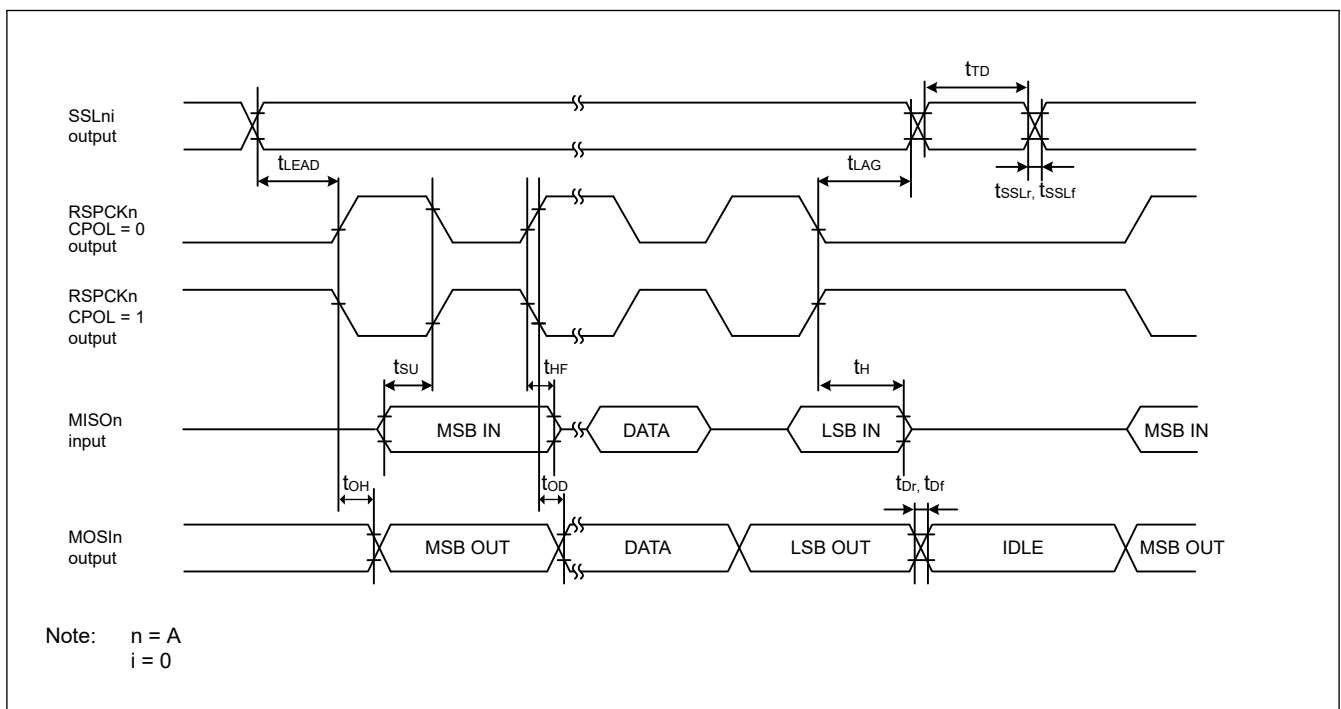 tTD
SSLni
output
tLEAD
tLAG
tSSLr, tSSLf
RSPCKn
CPOL = 0
output
RSPCKn
CPOL = 1
output
tSU
tHF
tH
MISOn
input
MSB IN
DATA
LSB IN
MSB IN
tOH
tOD
tDr, tDf
MOSIn
output
MSB OUT
DATA
LSB OUT
IDLE
MSB OUT
Note: n = A
i = 0